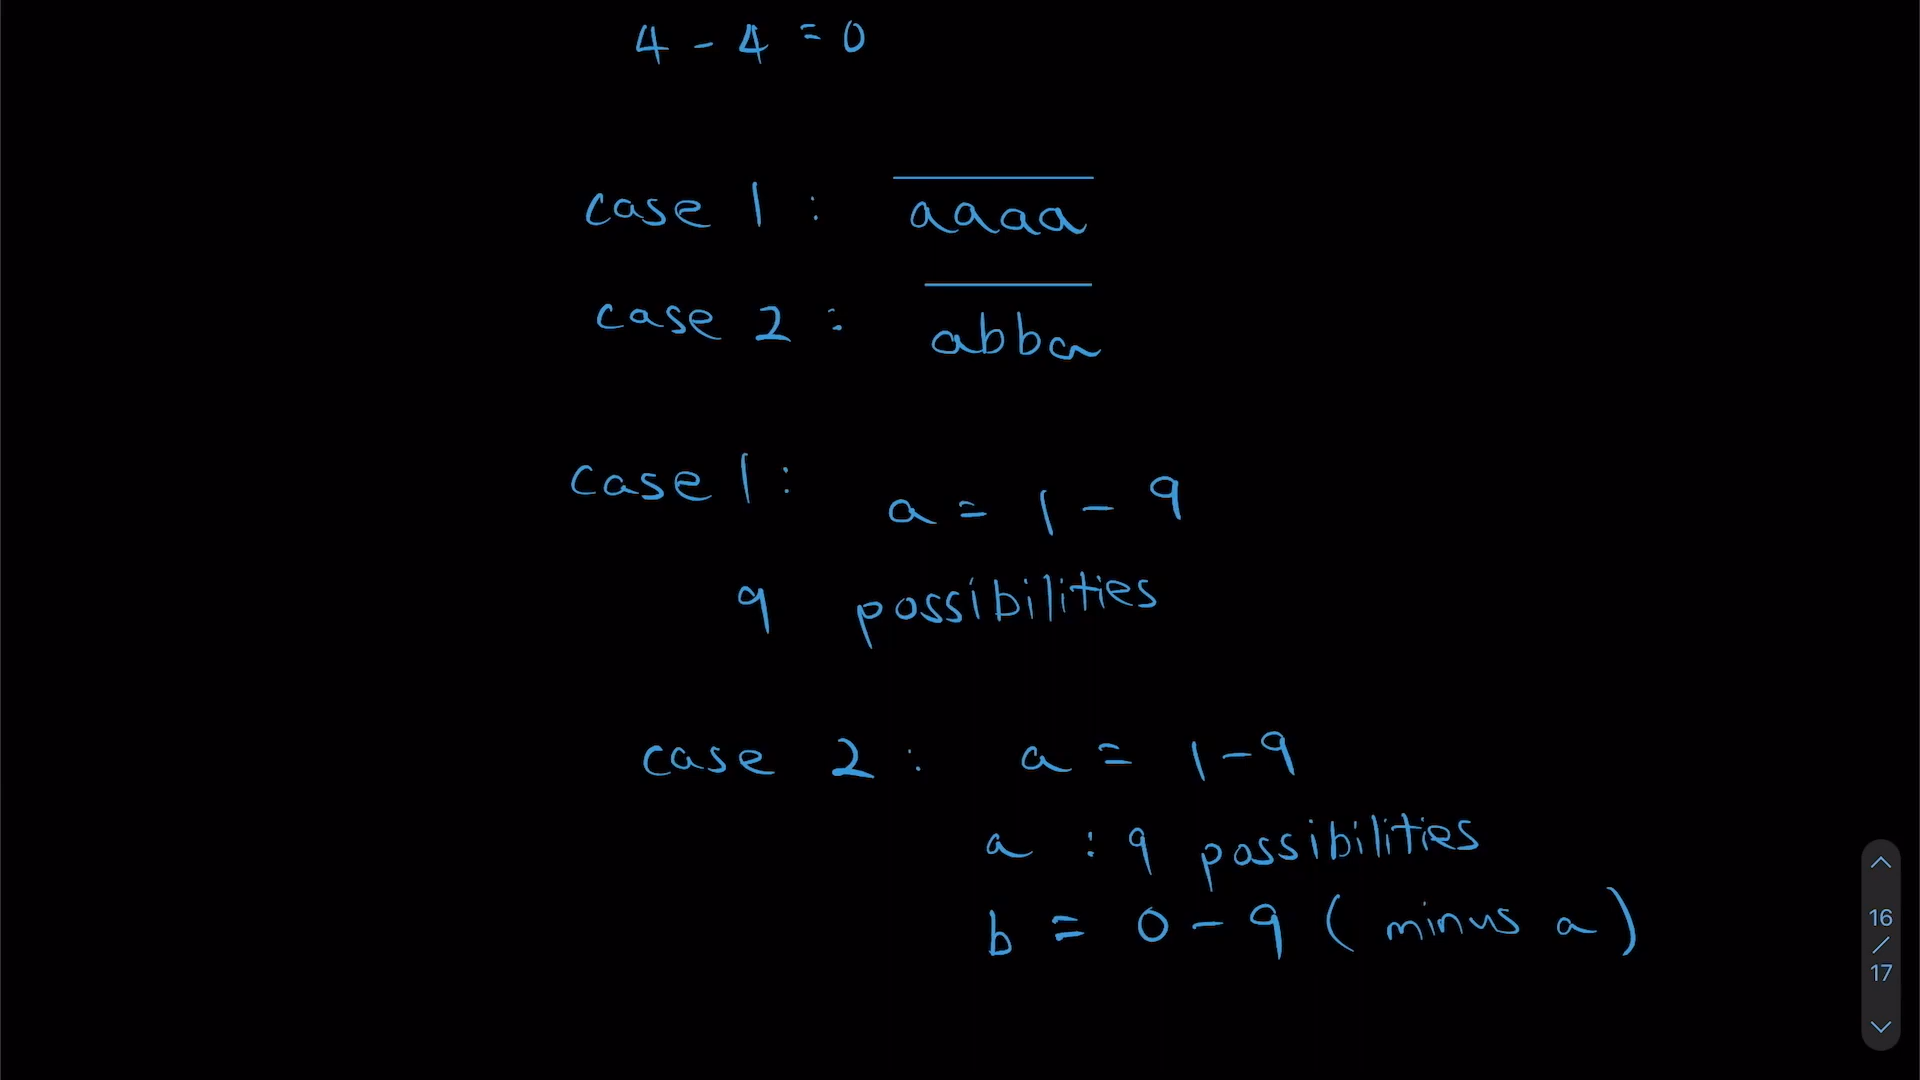 4 - 4 = 0
case 1 : aaaa
case 2 : abba
case 1 : a = 1 - 9
9 possibilities
case 2 : a = 1 - 9
a : 9 possibilities
b = 0 - 9 ( minus a )
16
/
17